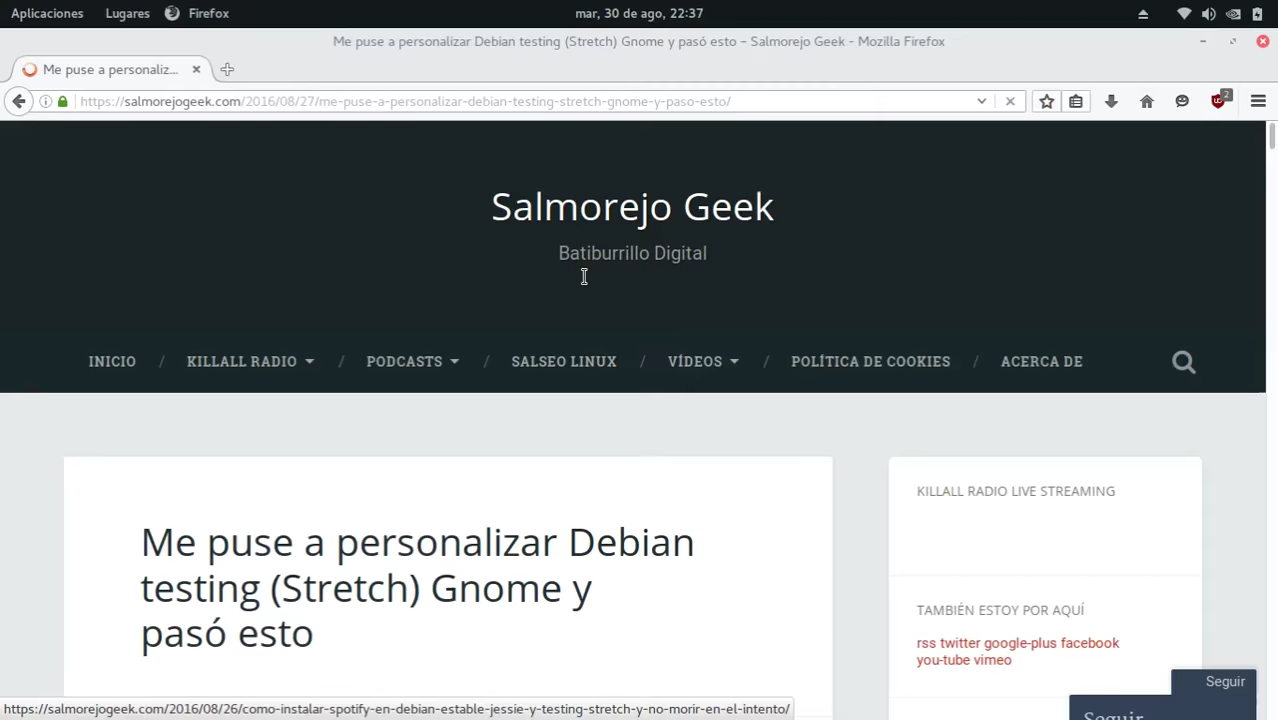 Aplicaciones Lugares Firefox mar, 30 de ago, 22:37
Me puse a personalizar Debian testing (Stretch) Gnome y pasó esto – Salmorejo Geek - Mozilla Firefox
Me puse a personaliz...
https://salmorejogeek.com/2016/08/27/me-puse-a-personalizar-debian-testing-stretch-gnome-y-paso-esto/ 2
Salmorejo Geek
Batiburrillo Digital
INICIO / KILLALL RADIO / PODCASTS / SALSEO LINUX / VÍDEOS / POLÍTICA DE COOKIES / ACERCA DE
Me puse a personalizar Debian
testing (Stretch) Gnome y
pasó esto
KILLALL RADIO LIVE STREAMING
TAMBIÉN ESTOY POR AQUÍ
rss twitter google-plus facebook
you-tube vimeo
Seguir
Seguir
https://salmorejogeek.com/2016/08/26/como-instalar-spotify-en-debian-estable-jessie-y-testing-stretch-y-no-morir-en-el-intento/